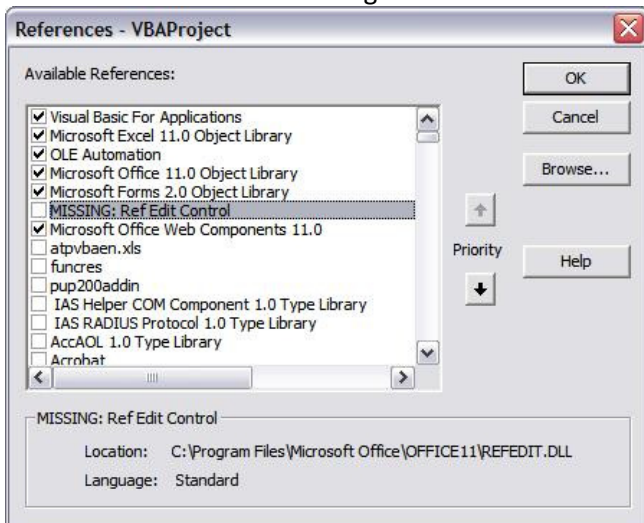 References - VBAProject
Available References:
OK
Cancel
Browse...
Priority
Help
Visual Basic For Applications
Microsoft Excel 11.0 Object Library
OLE Automation
Microsoft Office 11.0 Object Library
Microsoft Forms 2.0 Object Library
MISSING: Ref Edit Control
Microsoft Office Web Components 11.0
atpvbaen.xls
funcres
pup200addin
IAS Helper COM Component 1.0 Type Library
IAS RADIUS Protocol 1.0 Type Library
AccAOL 1.0 Type Library
Acrobat
MISSING: Ref Edit Control
Location: C:\Program Files\Microsoft Office\OFFICE11\REFEDIT.DLL
Language: Standard